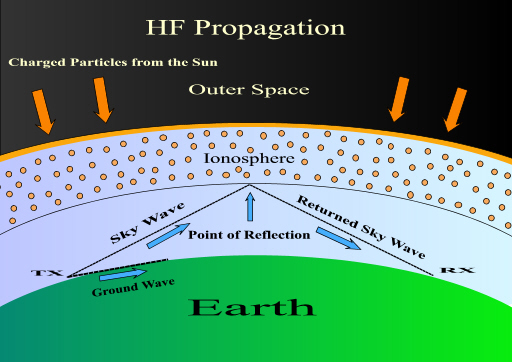 HF Propagation
Charged Particles from the Sun
Outer Space
Ionosphere
Sky Wave
Returned Sky Wave
Point of Reflection
TX
RX
Ground Wave
Earth